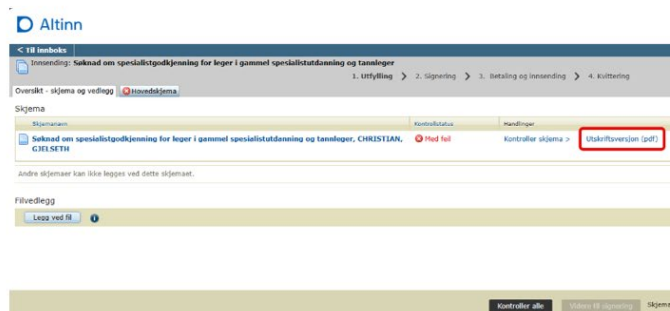 Altinn
< Til innboks
Innsending: Søknad om spesialistgodkjenning for leger i gammel spesialistutdanning og tannleger
1. Utfylling > 2. Signering > 3. Betaling og innsending > 4. Kvittering
Oversikt - skjema og vedlegg Hovedskjema
Skjema
Skjemanavn Kontrollstatus Handlinger
Søknad om spesialistgodkjenning for leger i gammel spesialistutdanning og tannleger, CHRISTIAN, Med feil Kontroller skjema > Utskriftsversjon (pdf)
GJELSETH
Andre skjemaer kan ikke legges ved dette skjemaet.
Filvedlegg
Legg ved fil
Kontroller alle Videre til signering Skjema